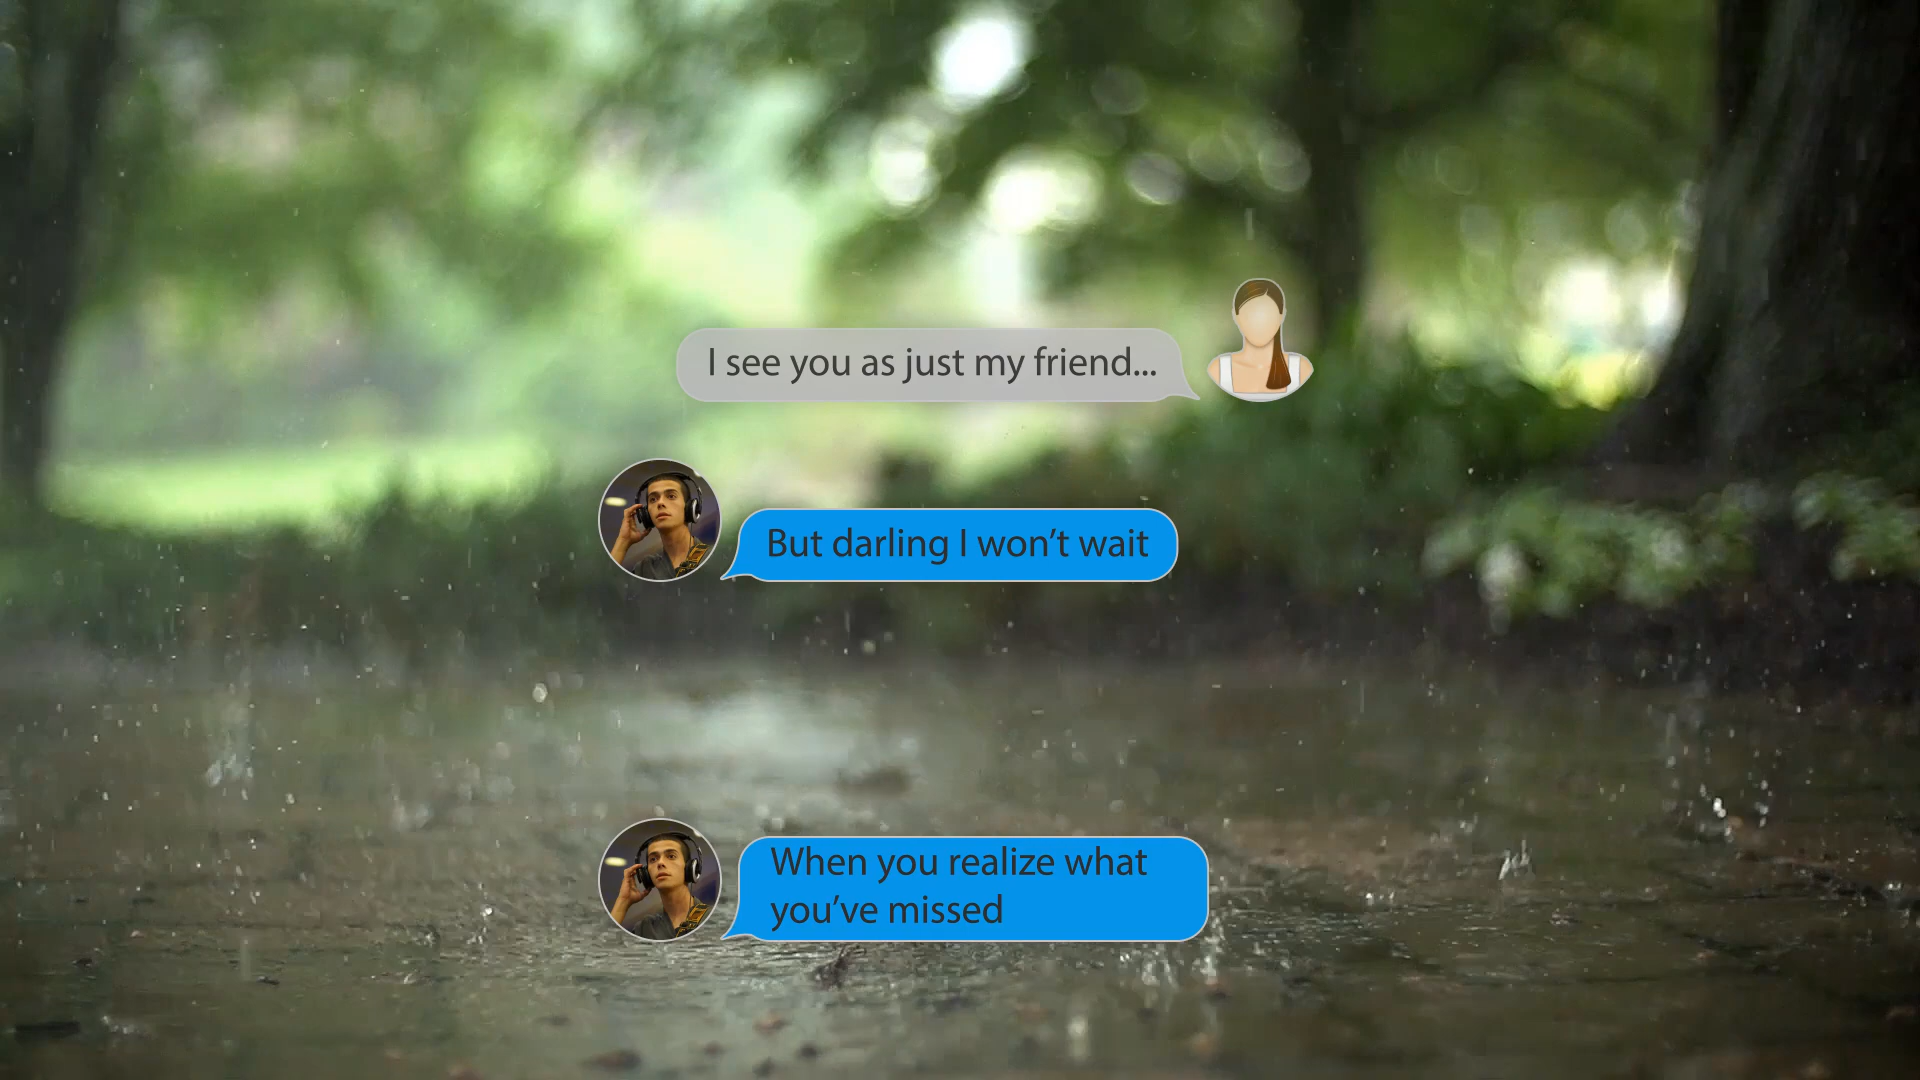 I see you as just my friend...
But darling I won’t wait
When you realize what
you’ve missed